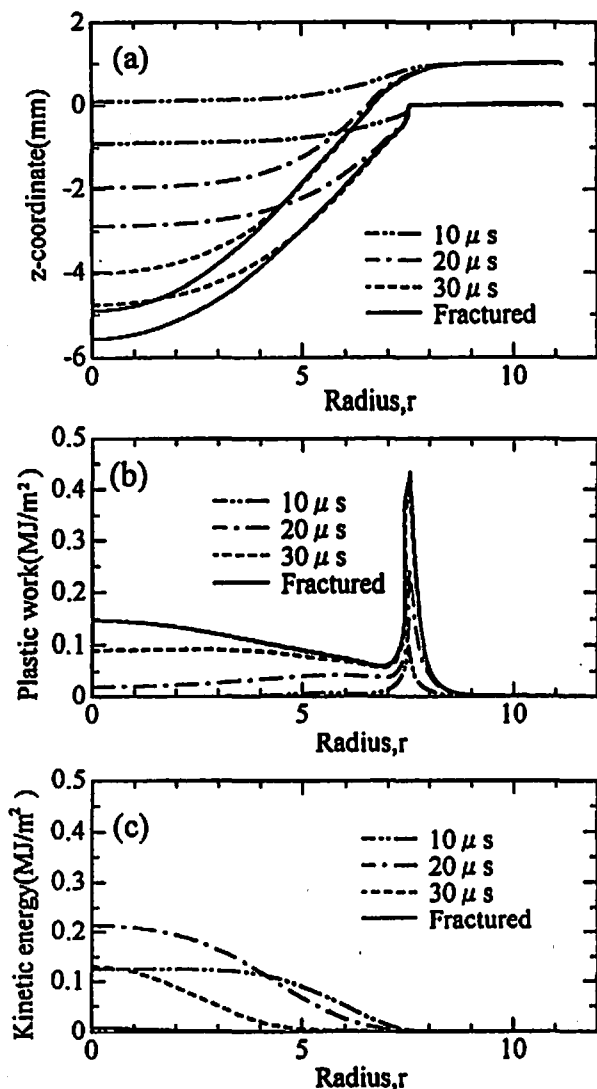 (a)
2
0
-2
-4
-6
z-coordinate(mm)
10 μ s
20 μ s
30 μ s
Fractured
0
5
10
Radius,r
(b)
0.5
0.4
0.3
0.2
0.1
0
Plastic work(MJ/m²)
10 μ s
20 μ s
30 μ s
Fractured
0
5
10
Radius,r
(c)
0.5
0.4
0.3
0.2
0.1
0
Kinetic energy(MJ/m²)
10 μ s
20 μ s
30 μ s
Fractured
0
5
10
Radius,r